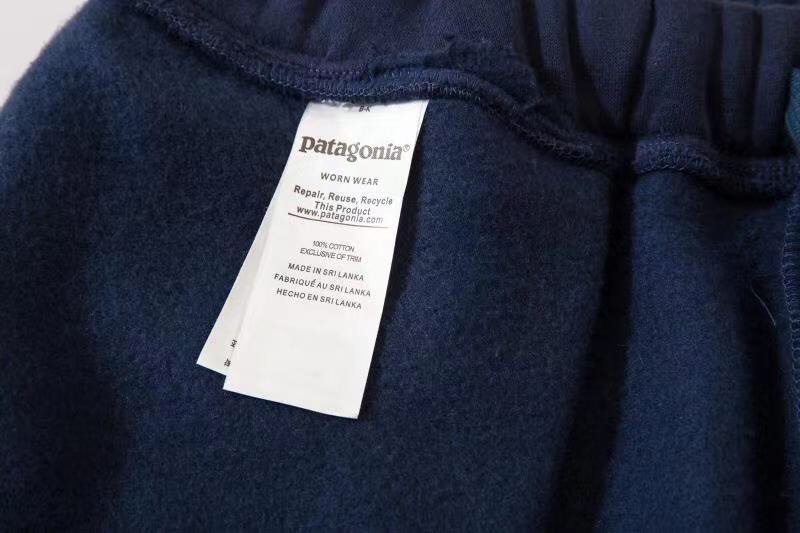 B-K
Patagonia®
WORN WEAR
Repair, Reuse, Recycle
This Product
www.patagonia.com
100% COTTON
EXCLUSIVE OF TRIM
MADE IN SRI LANKA
FABRIQUÉ AU SRI LANKA
HECHO EN SRI LANKA